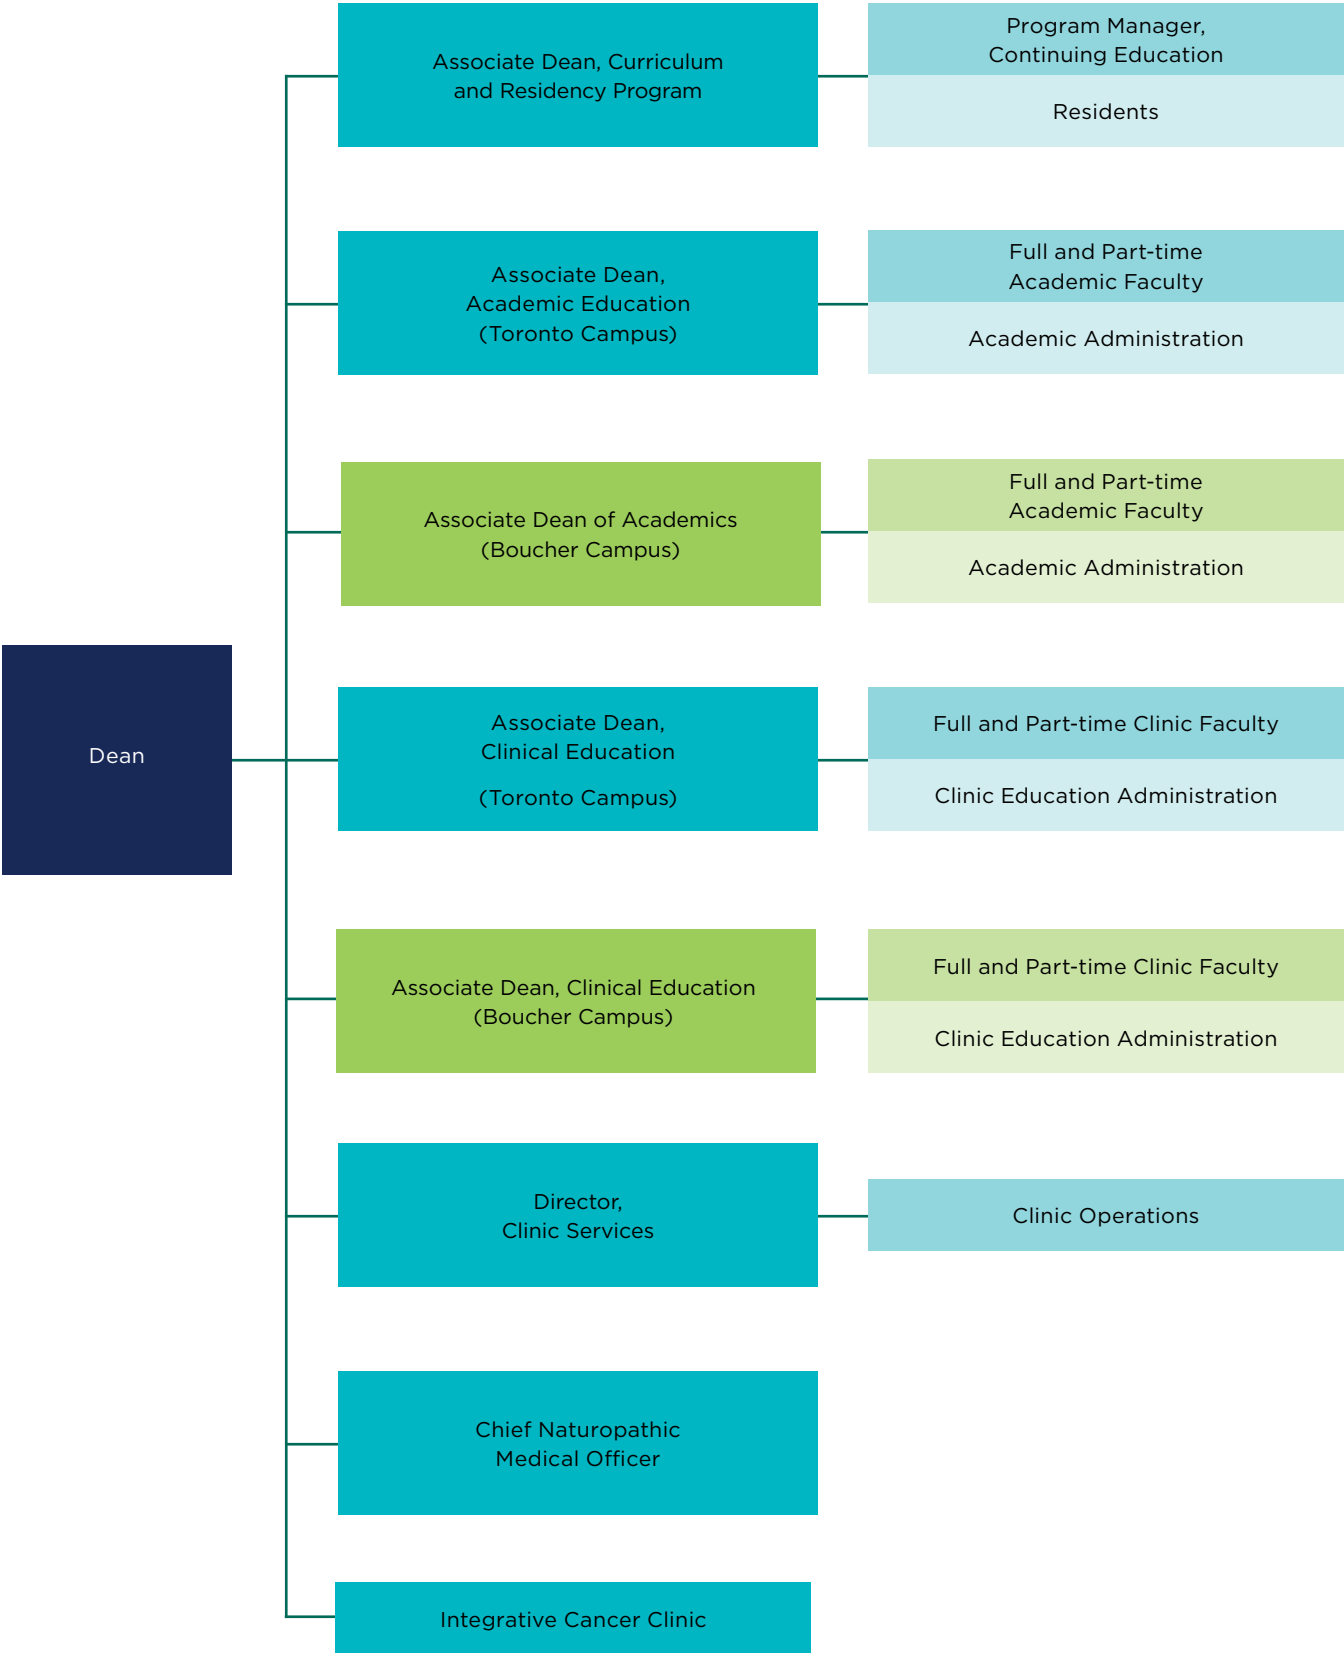 Associate Dean, Curriculum
and Residency Program
Program Manager,
Continuing Education
Residents
Associate Dean,
Academic Education
(Toronto Campus)
Full and Part-time
Academic Faculty
Academic Administration
Associate Dean of Academics
(Boucher Campus)
Full and Part-time
Academic Faculty
Academic Administration
Dean
Associate Dean,
Clinical Education
(Toronto Campus)
Full and Part-time Clinic Faculty
Clinic Education Administration
Associate Dean, Clinical Education
(Boucher Campus)
Full and Part-time Clinic Faculty
Clinic Education Administration
Director,
Clinic Services
Clinic Operations
Chief Naturopathic
Medical Officer
Integrative Cancer Clinic